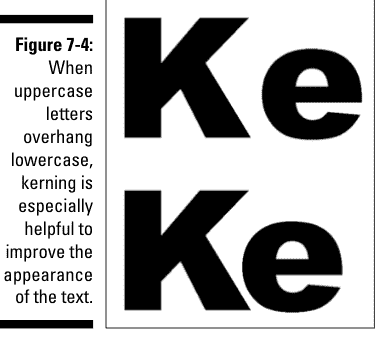 Figure 7-4:
When
uppercase
letters
overhang
lowercase,
kerning is
especially
helpful to
improve the
appearance
of the text.
Ke
Ke